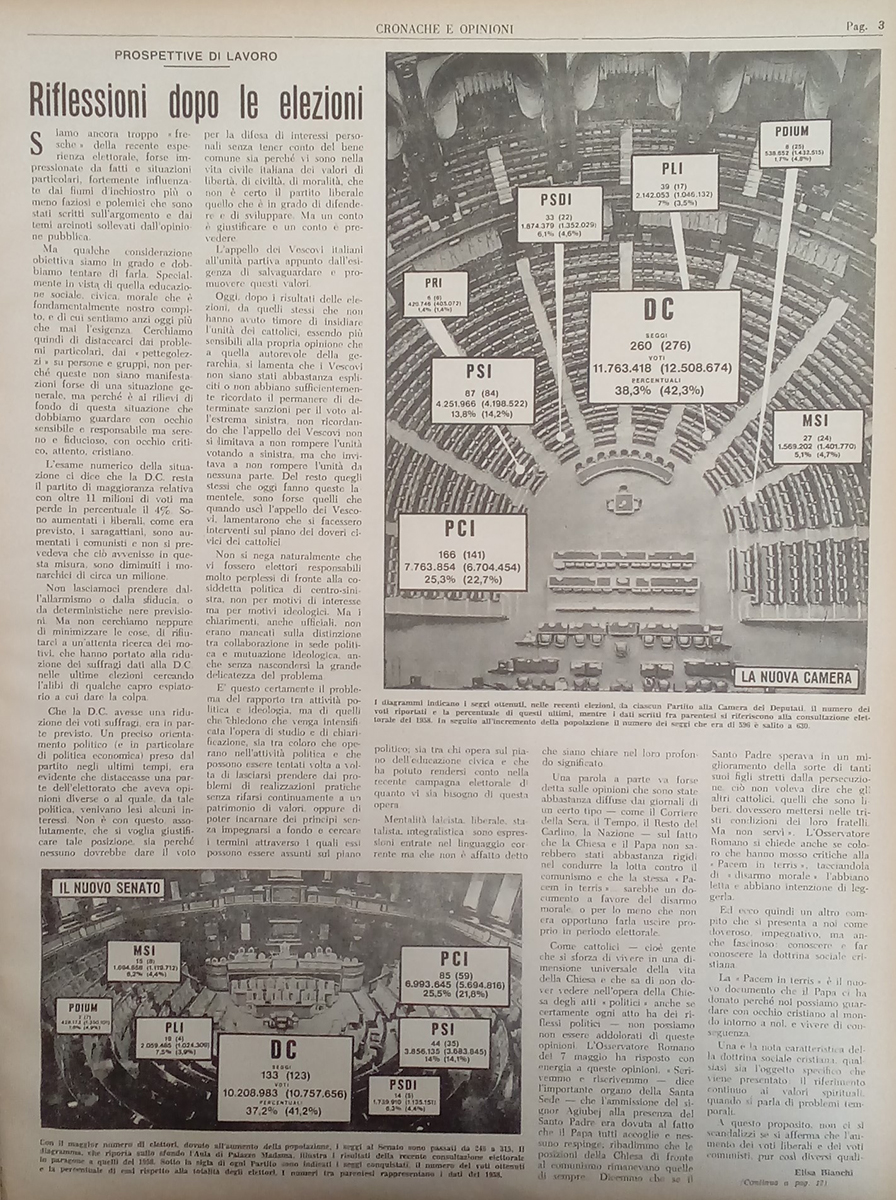 CRONACHE E OPINIONI
Pag. 3
PROSPETTIVE DI LAVORO
Riflessioni dopo le elezioni
Siamo ancora troppo « fre-
sche » della recente espe-
rienza elettorale, forse im-
pressionate da fatti e situazioni
particolari, fortemente influenza-
te dai fiumi d'inchiostro più o
meno faziosi e polemici che sono
stati scritti sull'argomento e dai
temi arcinoti sollevati dall'opinio-
ne pubblica.
Ma qualche considerazione
obiettiva siamo in grado e dob-
biamo tentare di farla. Special-
mente in vista di quella educazio-
ne sociale, civica, morale che è
fondamentalmente nostro compi-
to, e di cui sentiamo anzi oggi più
che mai l'esigenza. Cerchiamo
quindi di distaccarci dai proble-
mi particolari, dai « pettegolez-
zi » su persone e gruppi, non per-
ché queste non siano manifesta-
zioni forse di una situazione ge-
nerale, ma perché è al rilievi di
fondo di questa situazione che
dobbiamo guardare con occhio
sensibile e responsabile ma sere-
no e fiducioso, con occhio criti-
co, attento, cristiano.
L'esame numerico della situa-
zione ci dice che la D.C. resta
il partito di maggioranza relativa
con oltre 11 milioni di voti ma
perde in percentuale il 4%. So-
no aumentati i liberali, come era
previsto, i saragattiani, sono au-
mentati i comunisti e non si pre-
vedeva che ciò avvenisse in que-
sta misura, sono diminuiti i mo-
narchici di circa un milione.
Non lasciamoci prendere dal-
l'allarmismo o dalla sfiducia, o
da deterministiche nere previsio-
ni. Ma non cerchiamo neppure
di minimizzare le cose, di rifiu-
tarci a un'attenta ricerca dei mo-
tivi, che hanno portato alla ridu-
zione dei suffragi dati alla D.C.
nelle ultime elezioni cercando
l'alibi di qualche capro espiato-
rio a cui dare la colpa.
Che la D.C. avesse una ridu-
zione dei voti suffragi, era in par-
te previsto. Un preciso orienta-
mento politico (e in particolare
di politica economica) preso dal
partito negli ultimi tempi, era
evidente che distaccasse una par-
te dell'elettorato che aveva opi-
nioni diverse o al quale, da tale
politica, venivano lesi alcuni in-
teressi. Non è con questo, asso-
lutamente, che si voglia giustifi-
care tale posizione, sia perché
nessuno dovrebbe dare il voto
per la difesa di interessi perso-
nali senza tener conto del bene
comune sia perché vi sono nella
vita civile italiana dei valori di
libertà, di civiltà, di moralità, che
non è certo il partito liberale
quello che è in grado di difende-
re e di sviluppare. Ma un conto
è giustificare e un conto è pre-
vedere.
L'appello dei Vescovi italiani
all'unità partiva appunto dall'esi-
genza di salvaguardare e pro-
muovere questi valori.
Oggi, dopo i risultati delle ele-
zioni, da quelli stessi che non
hanno avuto timore di insidiare
l'unità dei cattolici, essendo più
sensibili alla propria opinione che
a quella autorevole della ge-
rarchia, si lamenta che i Vescovi
non siano stati abbastanza espli-
citi o non abbiano sufficientemen-
te ricordato il permanere di de-
terminate sanzioni per il voto al-
l'estrema sinistra, non ricordan-
do che l'appello dei Vescovi non
si limitava a non rompere l'unità
votando a sinistra, ma che invi-
tava a non rompere l'unità da
nessuna parte. Del resto quegli
stessi che oggi fanno queste la-
mentele, sono forse quelli che
quando uscì l'appello dei Vesco-
vi, lamentarono che si facessero
interventi sul piano dei doveri ci-
vici dei cattolici.
Non si nega naturalmente che
vi fossero elettori responsabili
molto perplessi di fronte alla co-
siddetta politica di centro-sini-
stra, non per motivi di interesse
ma per motivi ideologici. Ma i
chiarimenti, anche ufficiali, non
erano mancati sulla distinzione
tra collaborazione in sede politi-
ca e mutuazione ideologica, an-
che senza nascondersi la grande
delicatezza del problema.
E' questo certamente il proble-
ma del rapporto tra attività po-
litica e ideologia, ma di quelli
che chiedono che venga intensifi-
cata l'opera di studio e di chiari-
ficazione, sia tra coloro che ope-
rano nell'attività politica e che
possono essere tentati volta a vol-
ta di lasciarsi prendere dai pro-
blemi di realizzazioni pratiche
senza rifarsi continuamente a un
patrimonio di valori, oppure di
poter incarnare dei principi sen-
za impegnarsi a fondo e cercare
i termini attraverso i quali essi
possono essere assunti sul piano
PDIUM
8 (25)
536.652 (1.432.515)
1,7% (4,8%)
PLI
39 (17)
2.142.053 (1.046.132)
7% (3,5%)
PSDI
33 (22)
1.874.379 (1.352.029)
6,1% (4,6%)
PRI
6 (6)
420.746 (405.072)
1,4% (1,4%)
DC
SEGGI
260 (276)
VOTI
11.763.418 (12.508.674)
PERCENTUALI
38,3% (42,3%)
PSI
87 (84)
4.251.966 (4.198.522)
13,8% (14,2%)
MSI
27 (24)
1.569.202 (1.401.770)
5,1% (4,7%)
PCI
166 (141)
7.763.854 (6.704.454)
25,3% (22,7%)
LA NUOVA CAMERA
I diagrammi indicano i seggi ottenuti, nelle recenti elezioni, da ciascun Partito alla Camera dei Deputati, il numero dei
voti riportati e la percentuale di questi ultimi, mentre i dati scritti fra parentesi si riferiscono alla consultazione elet-
torale del 1958. In seguito all'incremento della popolazione il numero dei seggi che era di 596 è salito a 630.
politico; sia tra chi opera sul pia-
no dell'educazione civica e che
ha potuto rendersi conto nella
recente campagna elettorale di
quanto vi sia bisogno di questa
opera.
Mentalità laicista, liberale, sta-
talista, integralistica: sono espres-
sioni entrate nel linguaggio cor-
rente ma che non è affatto detto
che siano chiare nel loro profon-
do significato.
Una parola a parte va forse
detta sulle opinioni che sono state
abbastanza diffuse dai giornali di
un certo tipo — come il Corriere
della Sera, il Tempo, il Resto del
Carlino, la Nazione — sul fatto
che la Chiesa e il Papa non sa-
rebbero stati abbastanza rigidi
nel condurre la lotta contro il
comunismo e che la stessa « Pa-
cem in terris » sarebbe un do-
cumento a favore del disarmo
morale, o per lo meno che non
era opportuno farla uscire pro-
prio in periodo elettorale.
Come cattolici — cioè gente
che si sforza di vivere in una di-
mensione universale della vita
della Chiesa e che sa di non do-
ver vedere nell'opera della Chie-
sa degli atti « politici » anche se
certamente ogni atto ha dei ri-
flessi politici — non possiamo
non essere addolorati di queste
opinioni. L'Osservatore Romano
del 7 maggio ha risposto con
energia a queste opinioni. « Scri-
vemmo e riscrivemmo — dice
l'importante organo della Santa
Sede — che l'ammissione del si-
gnor Agiubej alla presenza del
Santo Padre era dovuta al fatto
che il Papa tutti accoglie e nes-
suno respinge, ribadimmo che le
posizioni della Chiesa di fronte
al comunismo rimanevano quelle
di sempre. Dicemmo che se il
Santo Padre sperava in un mi-
glioramento della sorte di tanti
suoi figli stretti dalla persecuzio-
ne, ciò non voleva dire che gli
altri cattolici, quelli che sono li-
beri, dovessero mettersi nelle tri-
sti condizioni dei loro fratelli.
Ma non servì ». L'Osservatore
Romano si chiede anche se colo-
ro che hanno mosso critiche alla
« Pacem in terris », tacciandola
di « disarmo morale » l'abbiano
letta e abbiano intenzione di leg-
gerla.
Ed ecco quindi un altro com-
pito che si presenta a noi come
doveroso, impegnativo, ma an-
che fascinoso: conoscere e far
conoscere la dottrina sociale cri-
stiana.
La « Pacem in terris » è il nuo-
vo documento che il Papa ci ha
donato perché noi possiamo guar-
dare con occhio cristiano al mon-
do intorno a noi, e vivere di con-
seguenza.
Una è la nota caratteristica del-
la dottrina sociale cristiana, qual-
siasi sia l'oggetto specifico che
viene presentato, il riferimento
continuo ai valori spirituali,
quando si parla di problemi tem-
porali.
A questo proposito, non ci si
scandalizzi se si afferma che l'au-
mento dei voti liberali e dei voti
comunisti, pur così diversi quali-
Elisa Bianchi
(Continua a pag. 17)
IL NUOVO SENATO
MSI
15 (8)
(4,4%)
PCI
85 (59)
6.993.645 (5.694.816)
25,5% (21,8%)
PDIUM
PLI
18 (4)
7,5% (3,9%)
DC
SEGGI
133 (123)
VOTI
10.208.983 (10.757.656)
PERCENTUALI
37,2% (41,2%)
PSI
44 (35)
3.856.135 (3.683.845)
14% (14,1%)
PSDI
14 (5)
6,3% (4,4%)
Con il maggior numero di elettori, dovuto all'aumento della popolazione, i seggi al Senato sono passati da 246 a 315. Il
diagramma, che riporta sullo sfondo l'Aula di Palazzo Madama, illustra i risultati della recente consultazione elettorale
in paragone a quelli del 1958. Sotto la sigla di ogni Partito sono indicati i seggi conquistati, il numero dei voti ottenuti
e la percentuale di essi rispetto alla totalità degli elettori. I numeri tra parentesi rappresentano i dati del 1958.